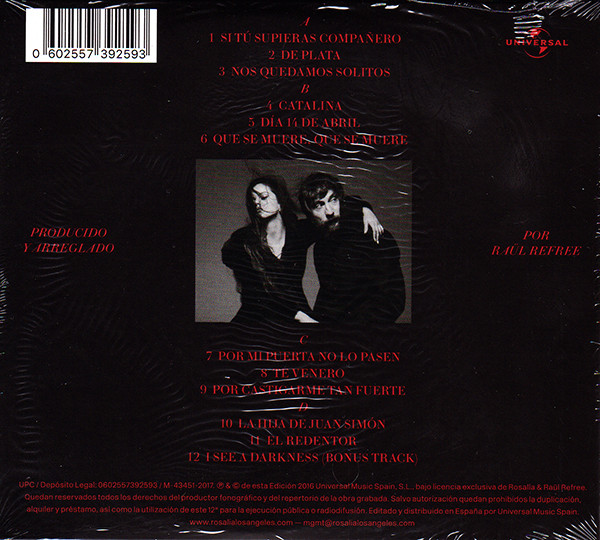 0 602557 392593
A
1 SI TÚ SUPIERAS COMPAÑERO
2 DE PLATA
3 NOS QUEDAMOS SOLITOS
B
4 CATALINA
5 DÍA 14 DE ABRIL
6 QUE SE MUERE, QUE SE MUERE
UNIVERSAL
PRODUCIDO
Y ARREGLADO
POR
RAÜL REFREE
C
7 POR MI PUERTA NO LO PASEN
8 TE VENERO
9 POR CASTIGARME TAN FUERTE
D
10 LA HIJA DE JUAN SIMÓN
11 EL REDENTOR
12 I SEE A DARKNESS (BONUS TRACK)
UPC / Depósito Legal: 0602557392593 / M 43451-2017. ℗ & © de esta Edición 2016 Universal Music Spain, S.L., bajo licencia exclusiva de Rosalía & Raül Refree.
Quedan reservados todos los derechos del productor fonográfico y del repertorio de la obra grabada. Salvo autorización quedan prohibidos la duplicación,
alquiler y préstamo, así como la utilización de este 12" para la ejecución pública o radiodifusión. Editado y distribuido en España por Universal Music Spain.
www.rosalialosangeles.com — mgmt@rosalialosangeles.com